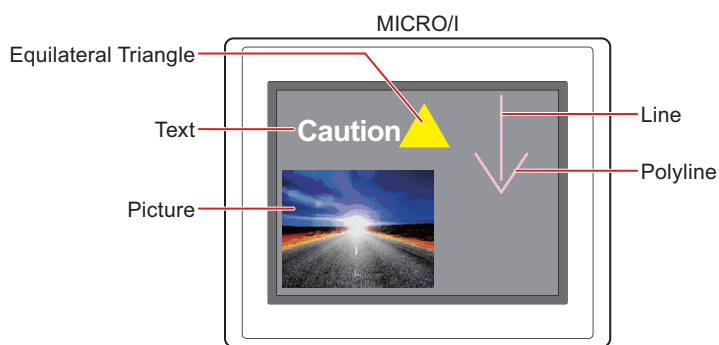 MICRO/I
Equilateral Triangle
Line
Text
Caution
Polyline
Picture